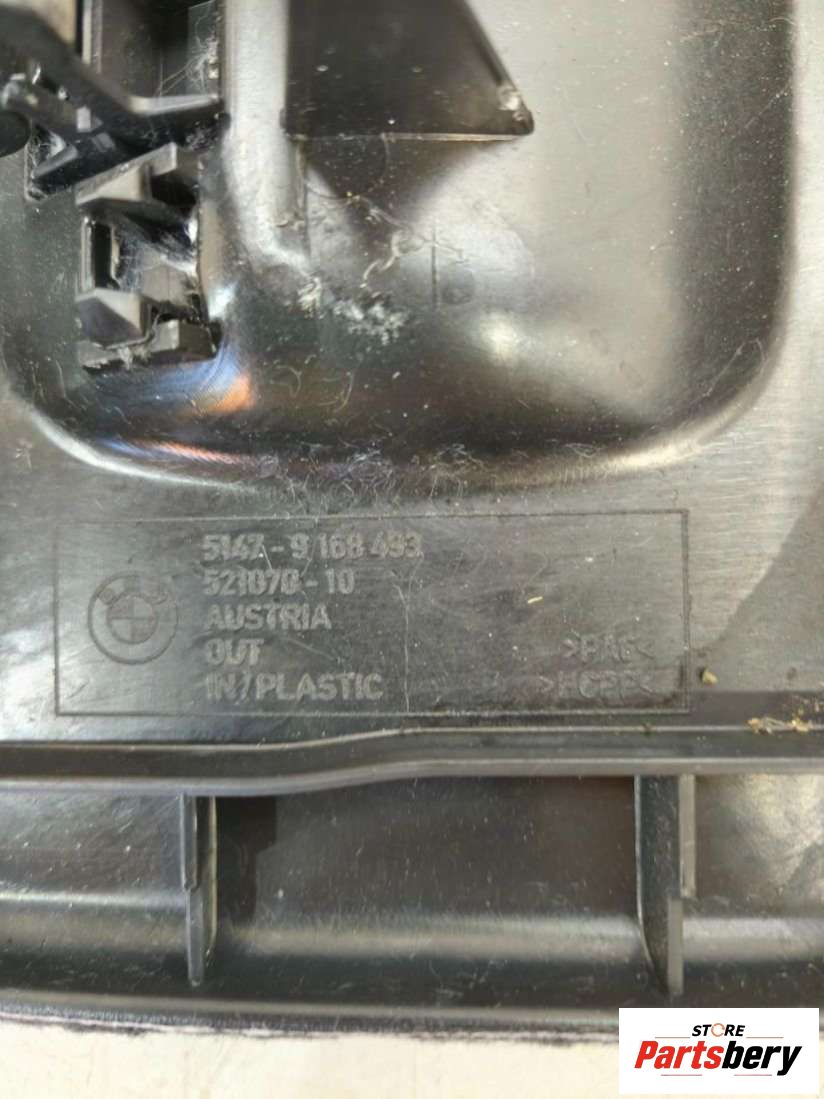 5147-9 168 493
521070-10
AUSTRIA
OUT
IN/PLASTIC
STORE
Partsbery